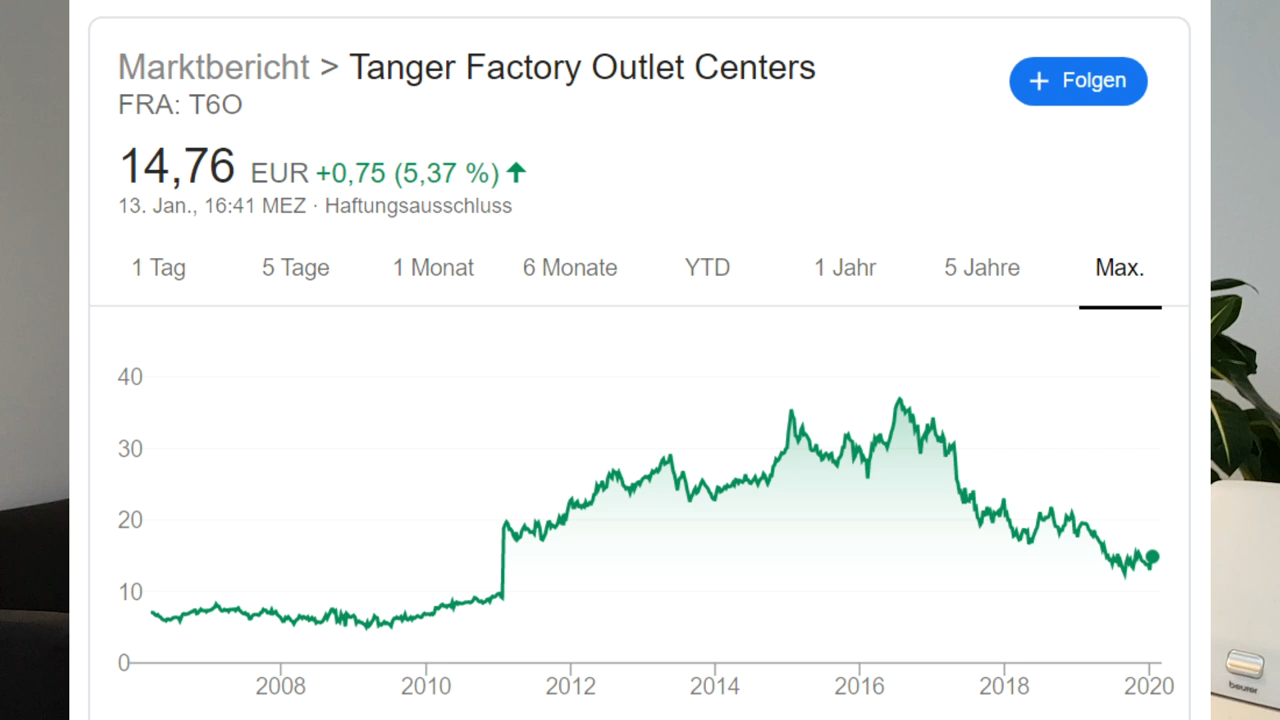 Marktbericht > Tanger Factory Outlet Centers
FRA: T6O
+ Folgen
14,76 EUR +0,75 (5,37 %)
13. Jan., 16:41 MEZ · Haftungsausschluss
1 Tag 5 Tage 1 Monat 6 Monate YTD 1 Jahr 5 Jahre Max.
40
30
20
10
0
2008 2010 2012 2014 2016 2018 2020
beurer